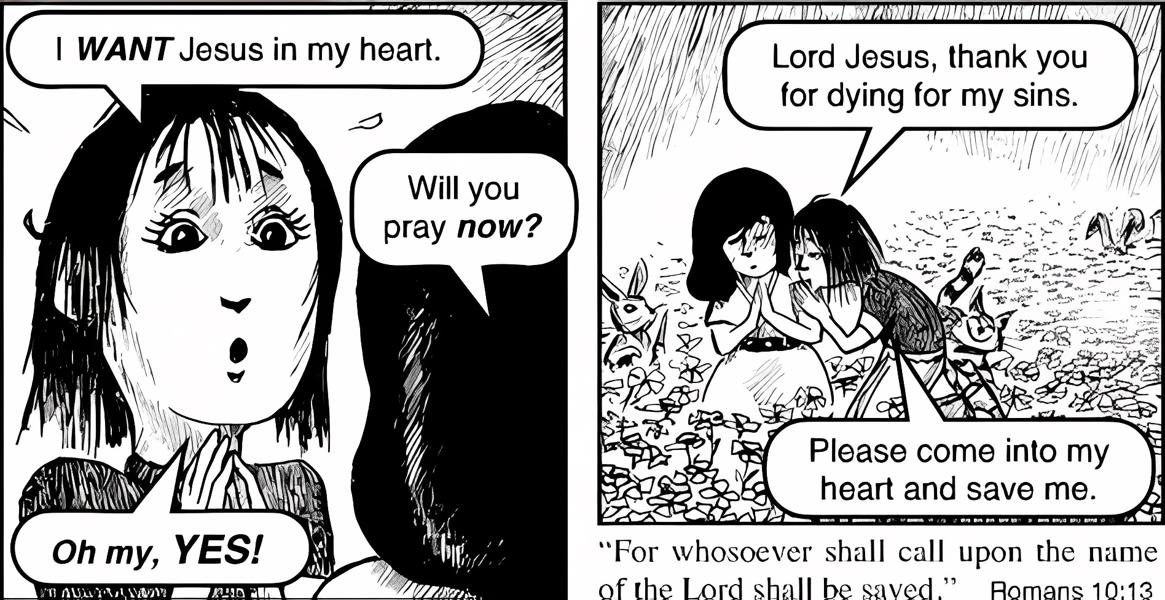 I WANT Jesus in my heart.
Will you
pray now?
Oh my, YES!
Lord Jesus, thank you
for dying for my sins.
Please come into my
heart and save me.
“For whosoever shall call upon the name
of the Lord shall be saved.” Romans 10:13